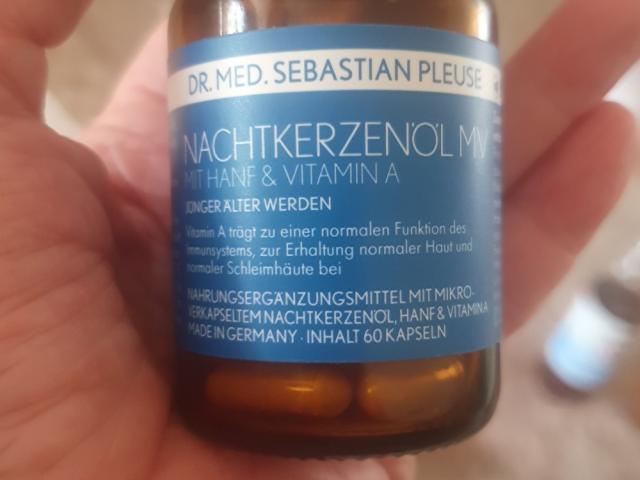 DR. MED. SEBASTIAN PLEUSE
NACHTKERZENÖL MV
MIT HANF & VITAMIN A
JÜNGER ÄLTER WERDEN
Vitamin A trägt zu einer normalen Funktion des
Immunsystems, zur Erhaltung normaler Haut und
normaler Schleimhäute bei
NAHRUNGSERGÄNZUNGSMITTEL MIT MIKRO-
VERKAPSELTEM NACHTKERZENÖL, HANF & VITAMIN A
MADE IN GERMANY · INHALT 60 KAPSELN